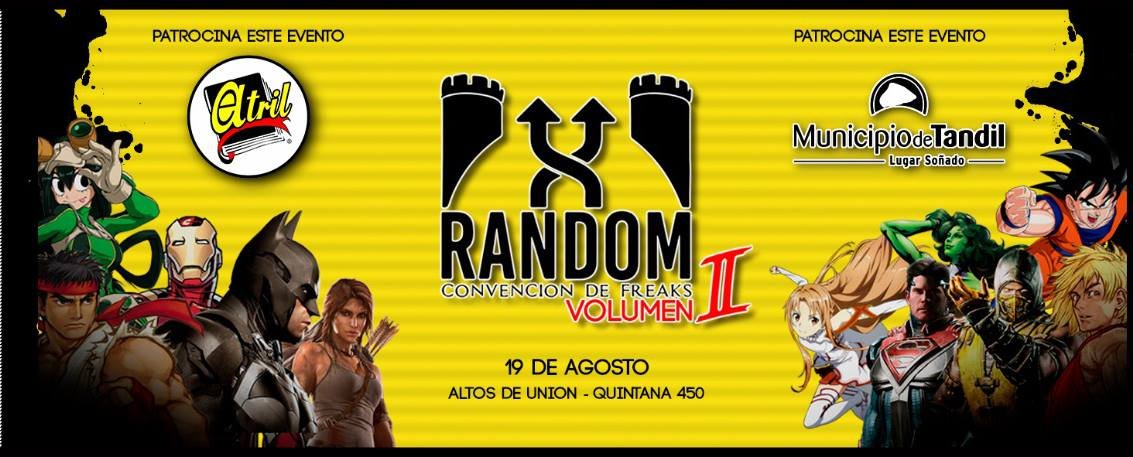 PATROCINA ESTE EVENTO
atril
RANDOM
CONVENCION DE FREAKS
VOLUMEN II
19 DE AGOSTO
ALTOS DE UNION - QUINTANA 450
PATROCINA ESTE EVENTO
Municipio de Tandil
Lugar Soñado